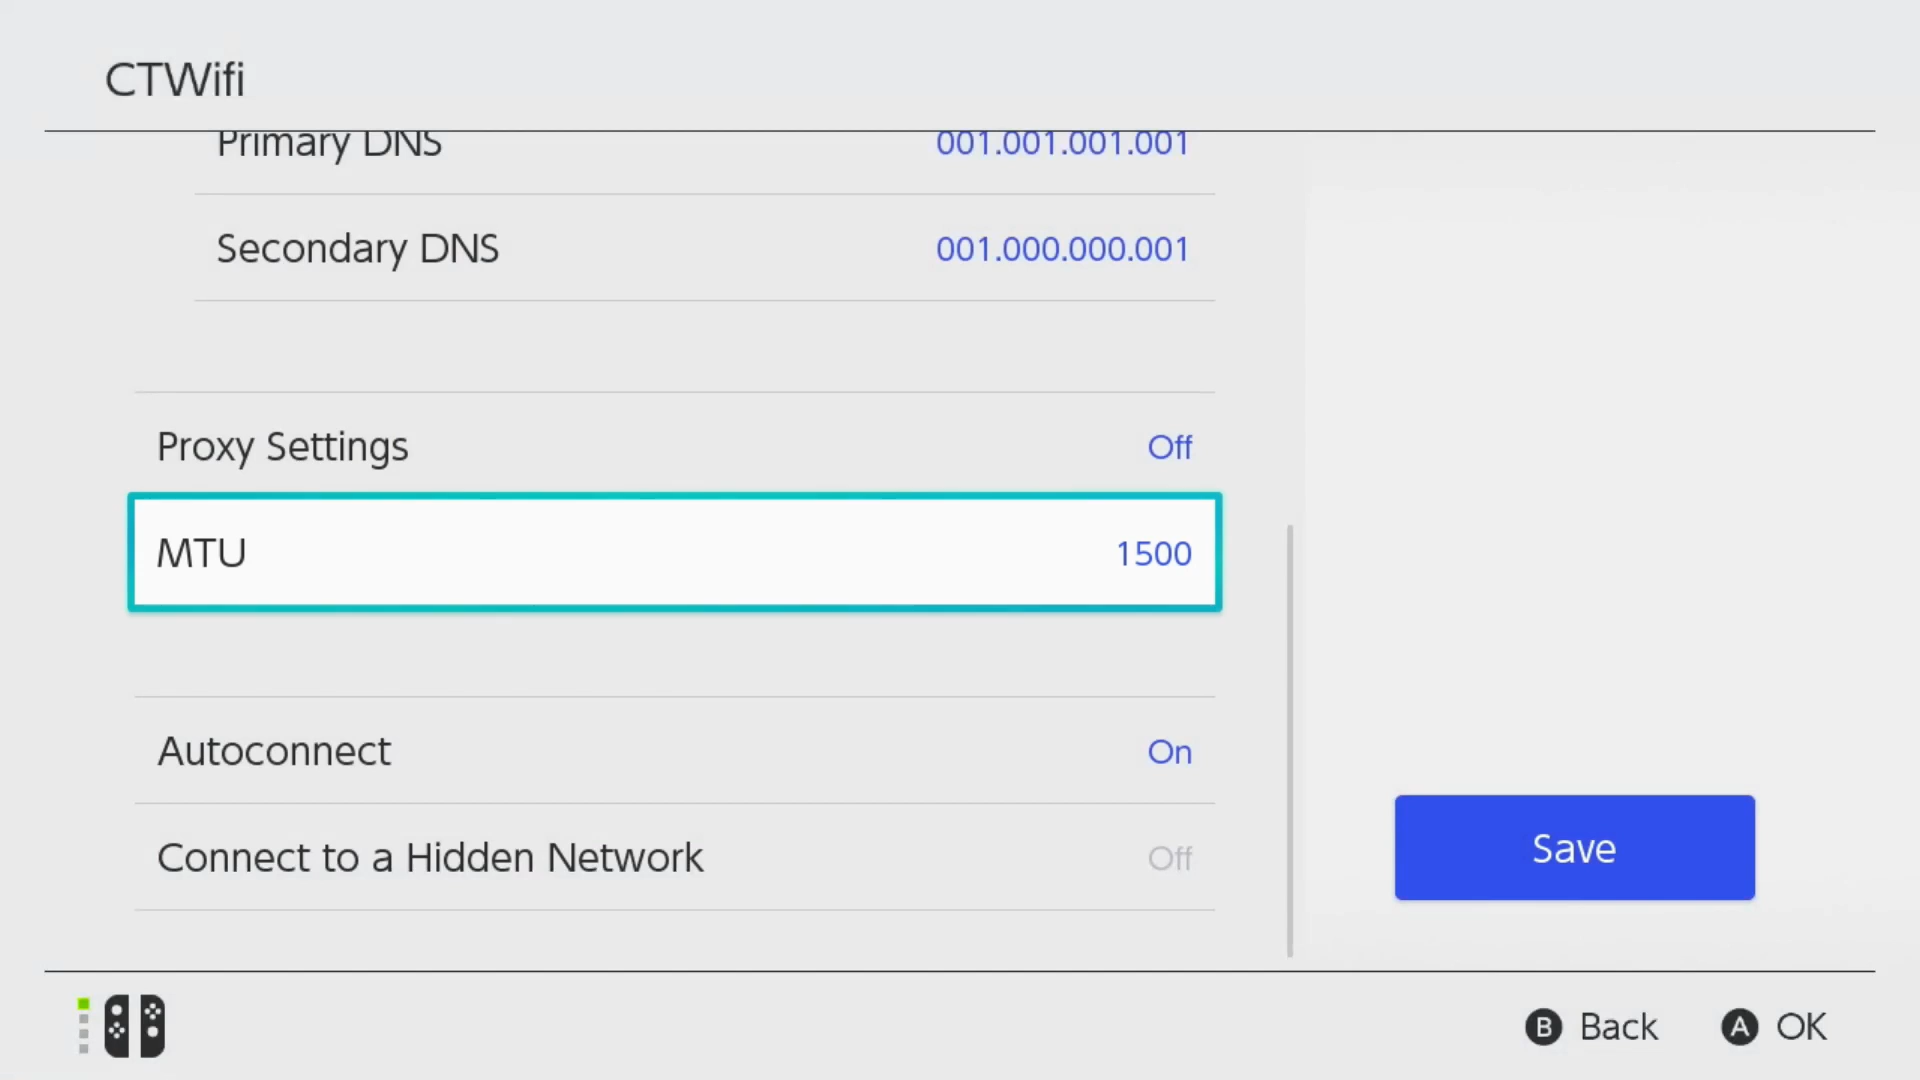 CTWifi
Primary DNS 001.001.001.001
Secondary DNS 001.000.000.001
Proxy Settings Off
MTU 1500
Autoconnect On
Connect to a Hidden Network Off
Save
B Back A OK